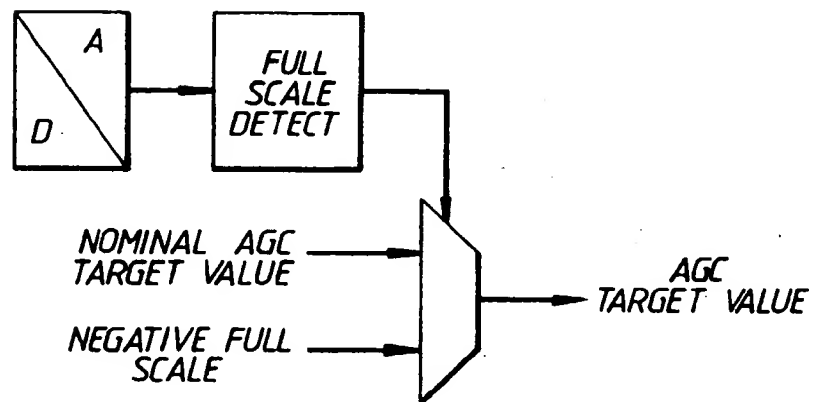 A
D
FULL
SCALE
DETECT
NOMINAL AGC
TARGET VALUE
NEGATIVE FULL
SCALE
AGC
TARGET VALUE